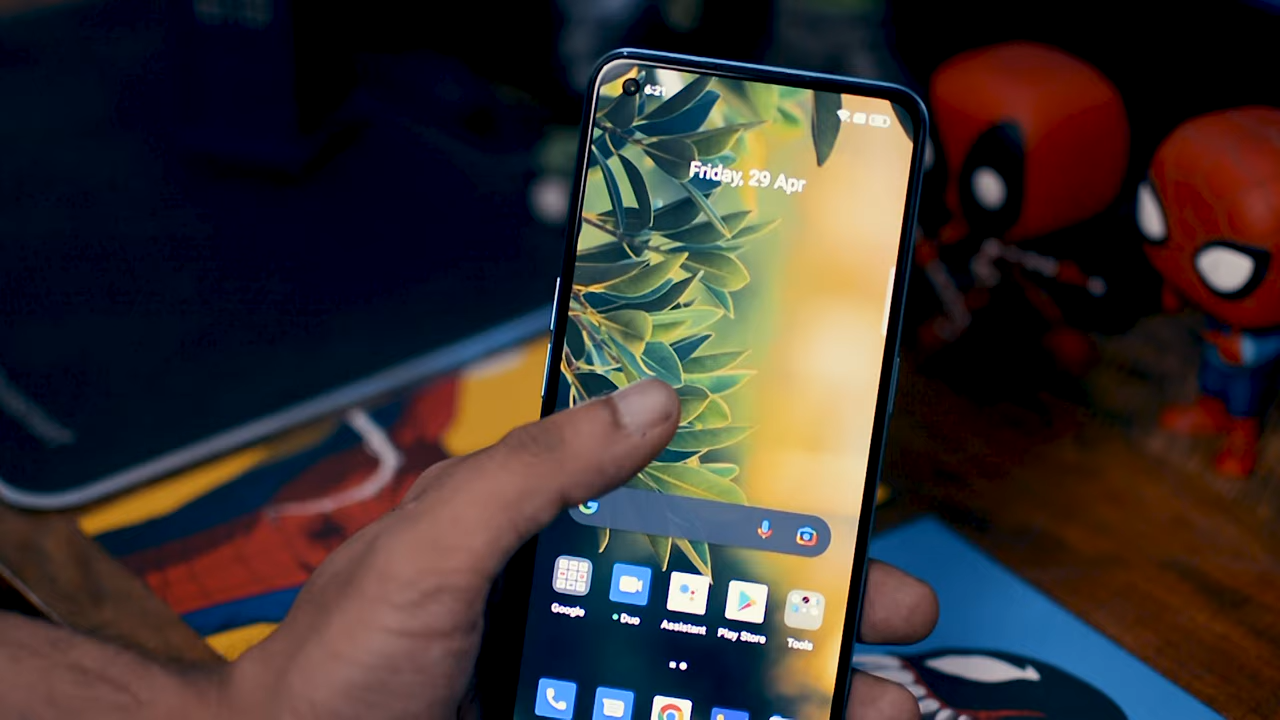 6:21
Friday, 29 Apr
Google
Duo
Assistant
Play Store
Tools